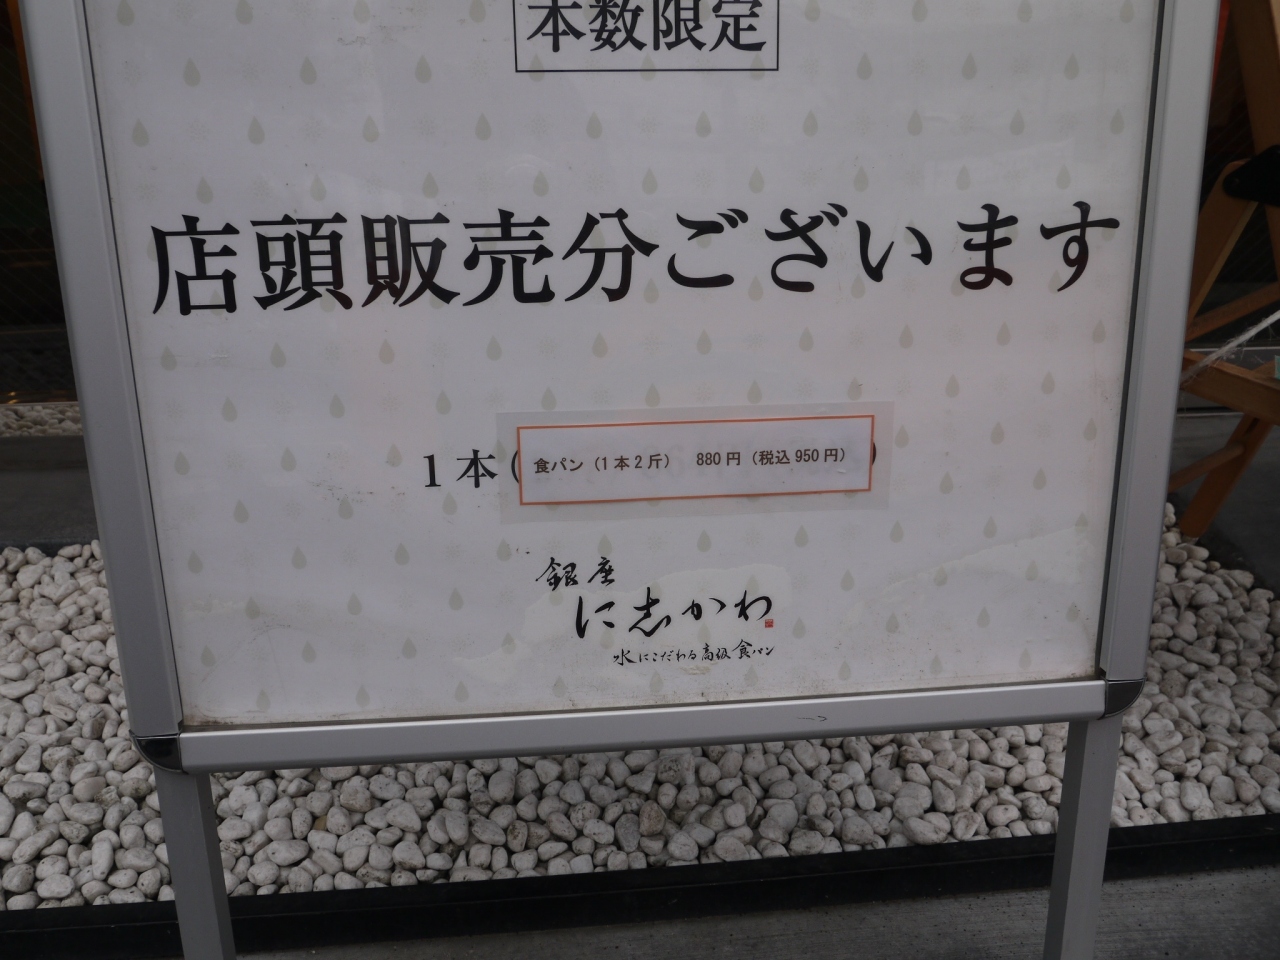 本数限定
店頭販売分ございます
1本(食パン（1本2斤） 880円（税込950円）)
銀座
に志かわ
水にこだわる高級食パン